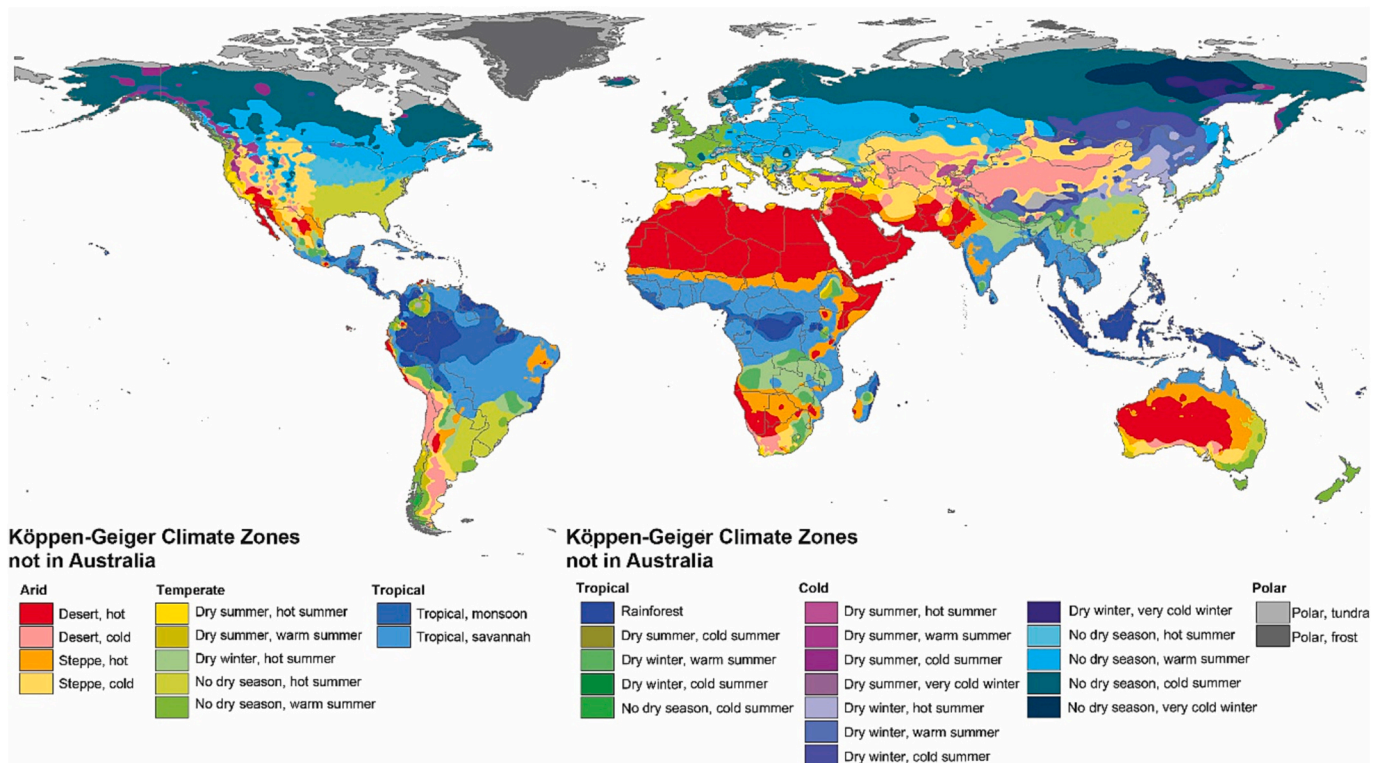 Köppen-Geiger Climate Zones
not in Australia
Arid
Desert, hot
Desert, cold
Steppe, hot
Steppe, cold
Temperate
Dry summer, hot summer
Dry summer, warm summer
Dry winter, hot summer
No dry season, hot summer
No dry season, warm summer
Tropical
Tropical, monsoon
Tropical, savannah
Köppen-Geiger Climate Zones
not in Australia
Tropical
Rainforest
Dry summer, cold summer
Dry winter, warm summer
Dry winter, cold summer
No dry season, cold summer
Cold
Dry summer, hot summer
Dry summer, warm summer
Dry summer, cold summer
Dry summer, very cold winter
Dry winter, hot summer
Dry winter, warm summer
Dry winter, cold summer
Dry winter, very cold winter
No dry season, hot summer
No dry season, warm summer
No dry season, cold summer
No dry season, very cold winter
Polar
Polar, tundra
Polar, frost